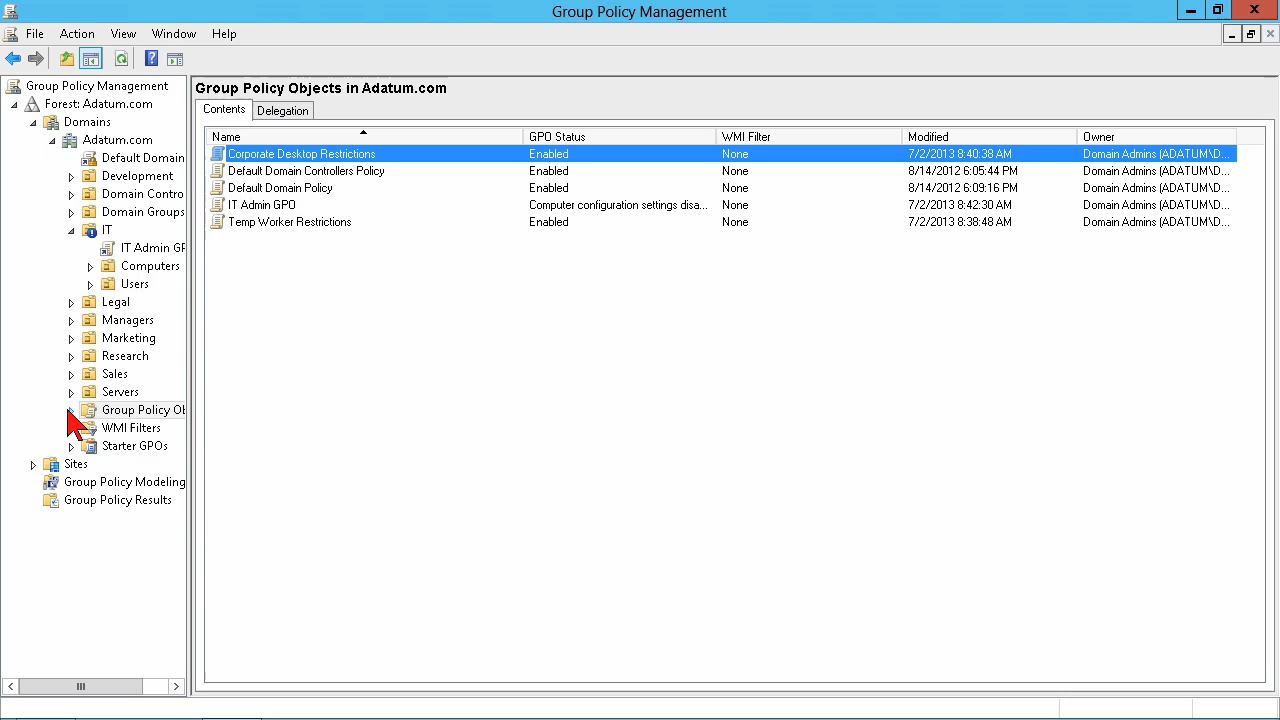 Group Policy Management
File Action View Window Help
Group Policy Management
Forest: Adatum.com
Domains
Adatum.com
Default Domain
Development
Domain Contro
Domain Groups
IT
IT Admin GP
Computers
Users
Legal
Managers
Marketing
Research
Sales
Servers
Group Policy Ob
WMI Filters
Starter GPOs
Sites
Group Policy Modeling
Group Policy Results
Group Policy Objects in Adatum.com
Contents Delegation
Name GPO Status WMI Filter Modified Owner
Corporate Desktop Restrictions Enabled None 7/2/2013 8:40:38 AM Domain Admins (ADATUM\D...
Default Domain Controllers Policy Enabled None 8/14/2012 6:05:44 PM Domain Admins (ADATUM\D...
Default Domain Policy Enabled None 8/14/2012 6:09:16 PM Domain Admins (ADATUM\D...
IT Admin GPO Computer configuration settings disa... None 7/2/2013 8:42:30 AM Domain Admins (ADATUM\D...
Temp Worker Restrictions Enabled None 7/2/2013 8:38:48 AM Domain Admins (ADATUM\D...